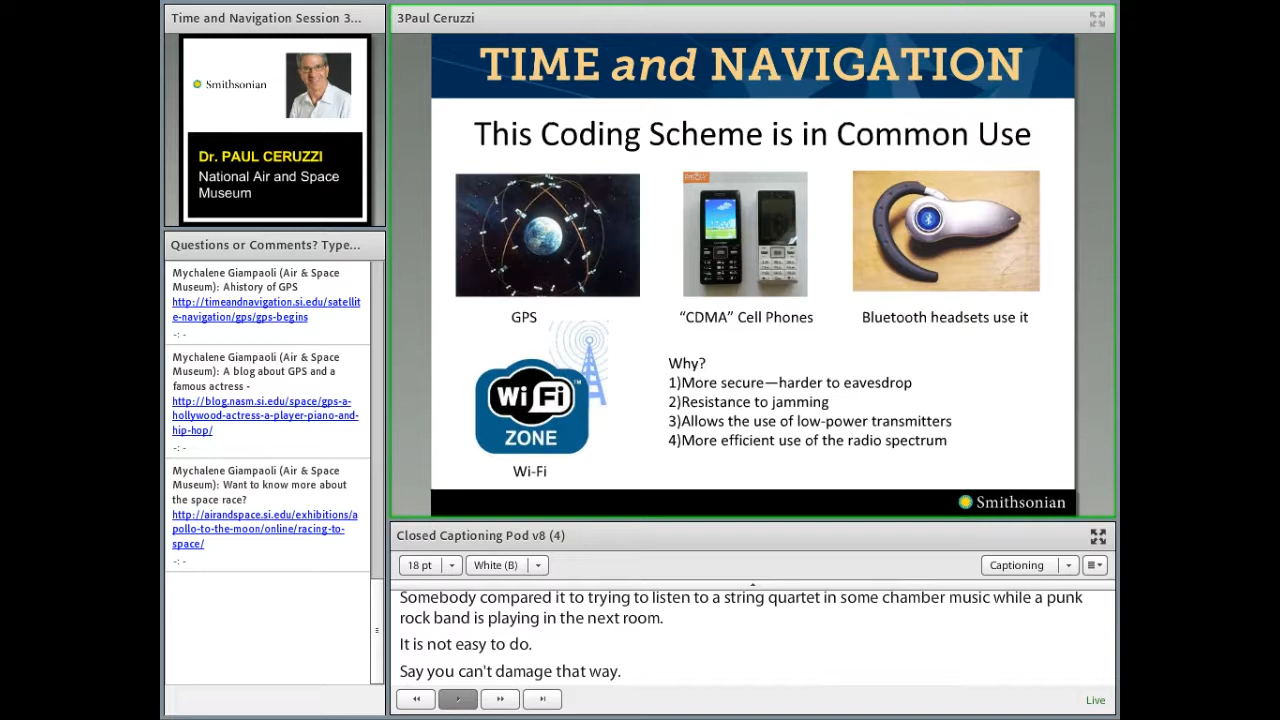 Time and Navigation Session 3...
Smithsonian
Dr. PAUL CERUZZI
National Air and Space
Museum
Questions or Comments? Type...
Mychalene Giampaoli (Air & Space
Museum): Ahistory of GPS
http://timeandnavigation.si.edu/satellit
e-navigation/gps/gps-begins
-: -
Mychalene Giampaoli (Air & Space
Museum): A blog about GPS and a
famous actress -
http://blog.nasm.si.edu/space/gps-a-
hollywood-actress-a-player-piano-and-
hip-hop/
-: -
Mychalene Giampaoli (Air & Space
Museum): Want to know more about
the space race?
http://airandspace.si.edu/exhibitions/a
pollo-to-the-moon/online/racing-to-
space/
-: -
3Paul Ceruzzi
TIME and NAVIGATION
This Coding Scheme is in Common Use
GPS
“CDMA” Cell Phones
Bluetooth headsets use it
Wi Fi
TM
ZONE
Wi-Fi
Why?
1)More secure—harder to eavesdrop
2)Resistance to jamming
3)Allows the use of low-power transmitters
4)More efficient use of the radio spectrum
Smithsonian
Closed Captioning Pod v8 (4)
18 pt
White (B)
Captioning
Somebody compared it to trying to listen to a string quartet in some chamber music while a punk
rock band is playing in the next room.
It is not easy to do.
Say you can't damage that way.
Live